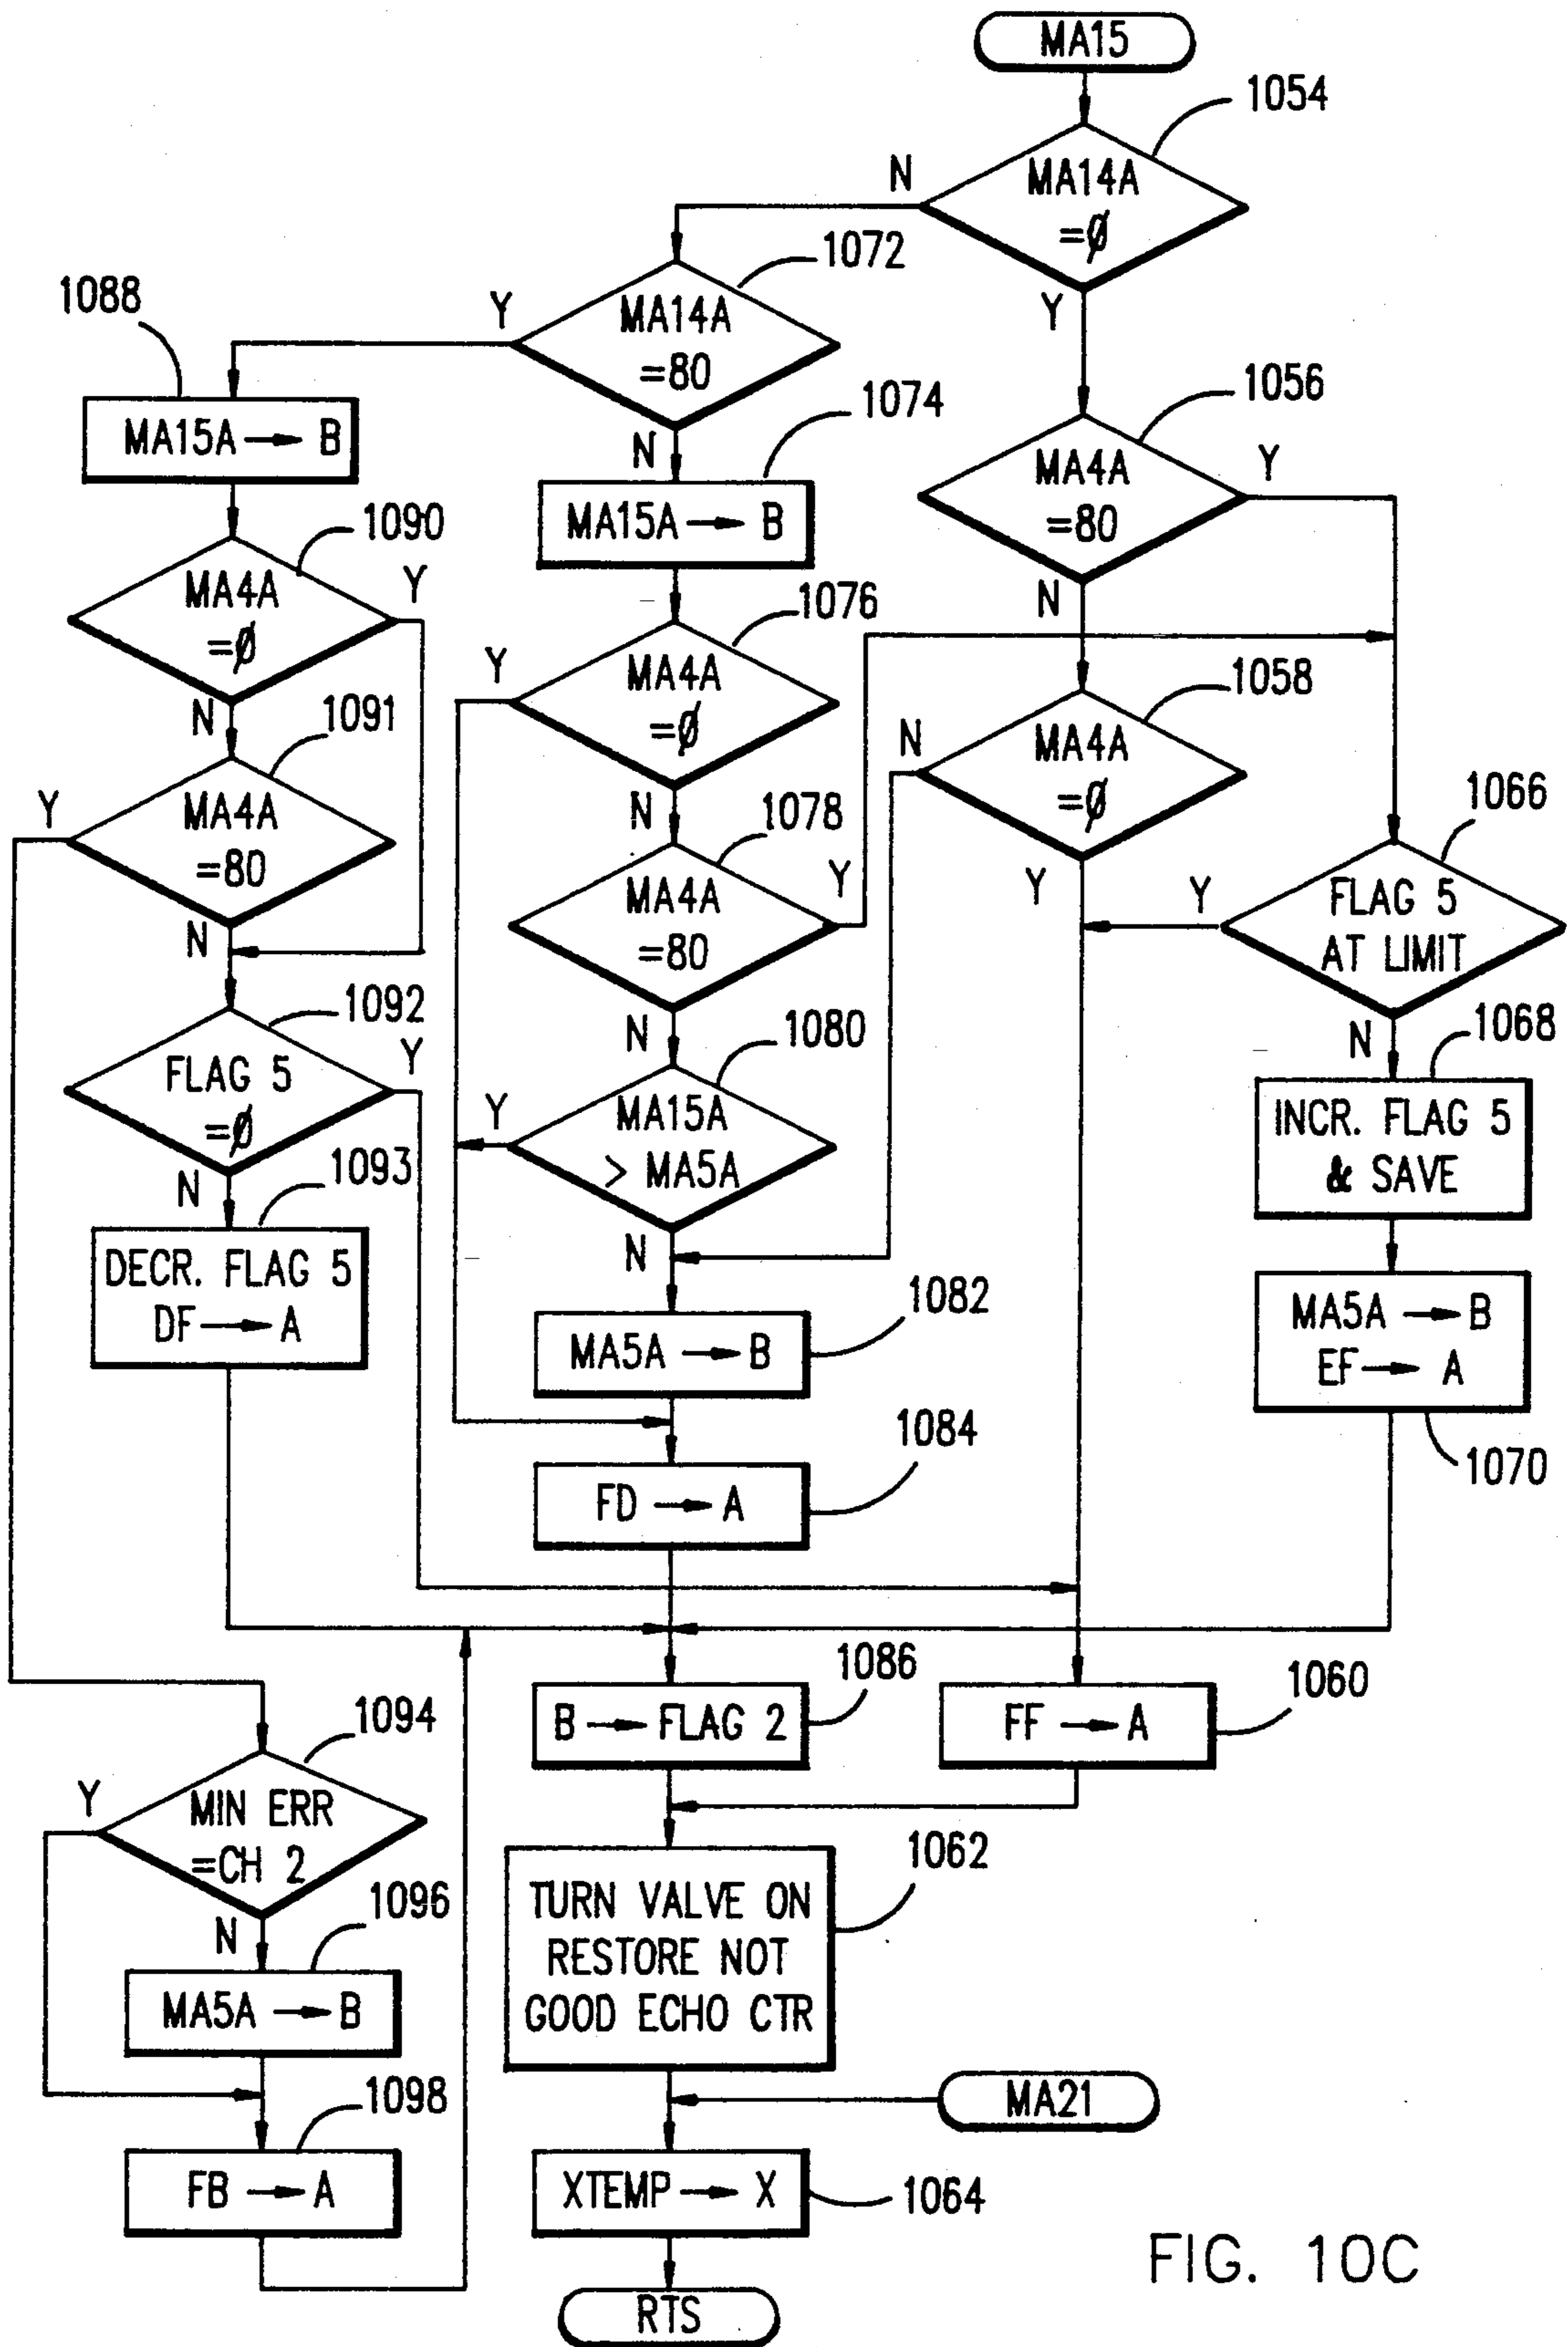 MA15
1054
MA14A
=Ø
N
Y
1072
MA14A
=80
Y
N
1088
MA15A → B
1074
MA15A → B
1056
MA4A
=80
Y
N
1090
MA4A
=Ø
Y
N
1076
MA4A
=Ø
Y
N
1058
MA4A
=Ø
N
Y
1091
MA4A
=80
Y
N
1078
MA4A
=80
Y
N
1066
FLAG 5
AT LIMIT
Y
N
1092
FLAG 5
=Ø
Y
N
1080
MA15A
> MA5A
Y
N
1068
INCR. FLAG 5
& SAVE
1093
DECR. FLAG 5
DF → A
1082
MA5A → B
MA5A → B
EF → A
1070
1084
FD → A
1086
B → FLAG 2
1060
FF → A
1094
MIN ERR
=CH 2
Y
N
1062
TURN VALVE ON
RESTORE NOT
GOOD ECHO CTR
1096
MA5A → B
MA21
1098
FB → A
XTEMP → X
1064
RTS
FIG. 10C